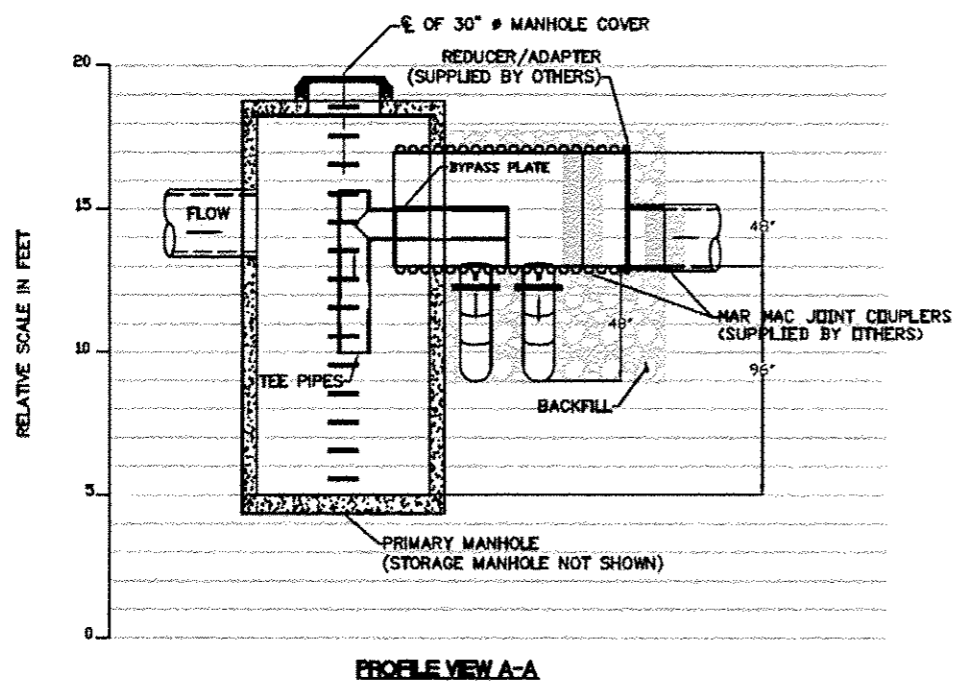 ℄ OF 30" ø MANHOLE COVER
REDUCER/ADAPTER
(SUPPLIED BY OTHERS)
20
BYPASS PLATE
15
FLOW
48"
MAR MAC JOINT COUPLERS
(SUPPLIED BY OTHERS)
48"
10
TEE PIPES
96"
BACKFILL
RELATIVE SCALE IN FEET
5
PRIMARY MANHOLE
(STORAGE MANHOLE NOT SHOWN)
0
PROFILE VIEW A-A